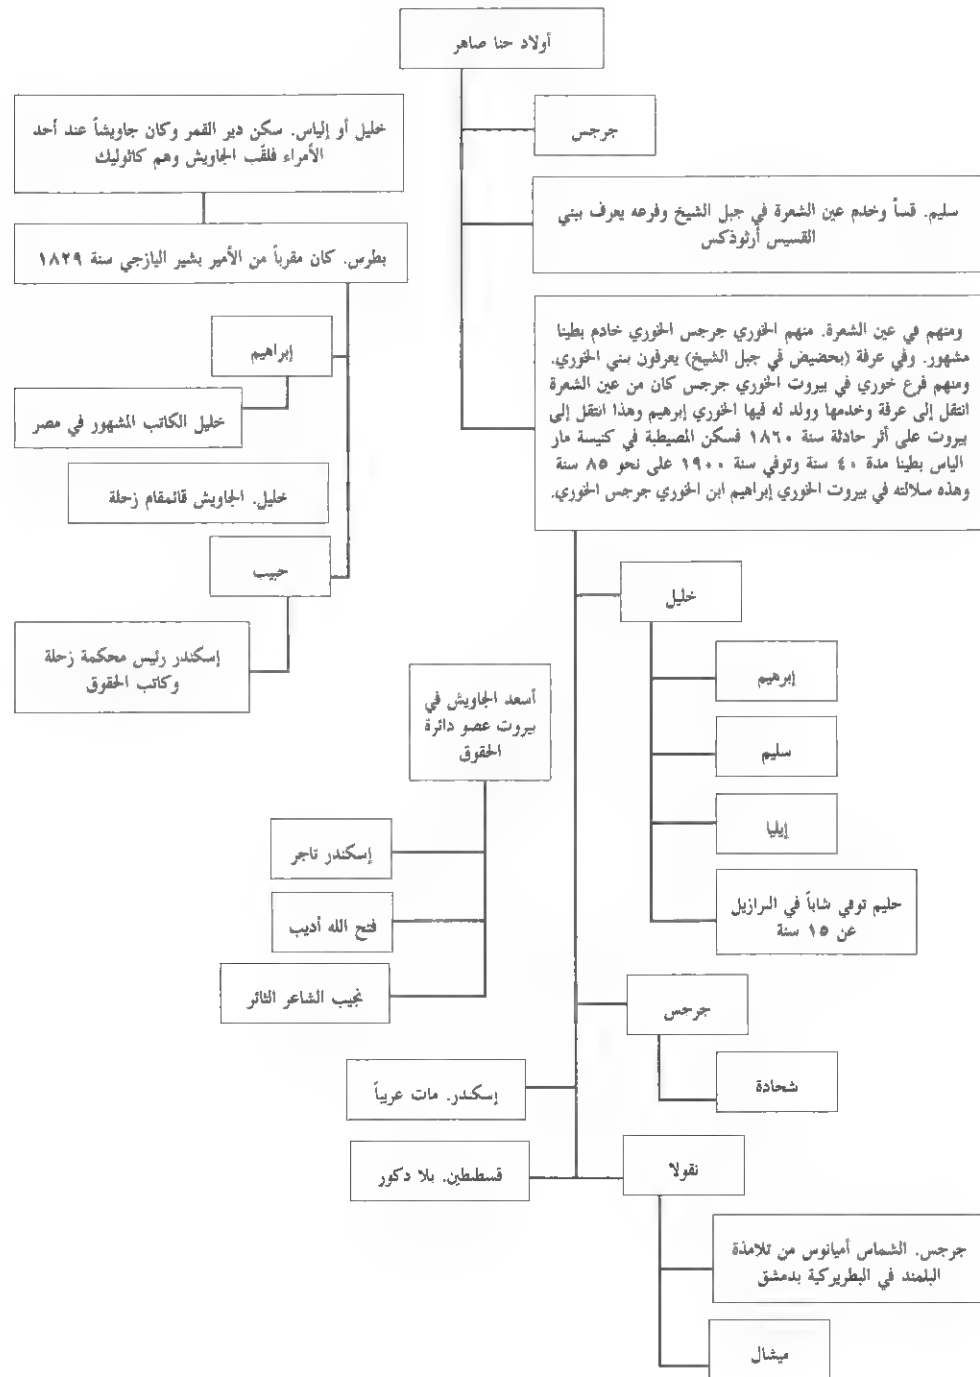 أولاد حنا صاهر
جرجس
سليم. قساً وخدم عين الشعرة في جبل الشيخ وفرعه يعرف ببني
القسيس أرثوذكس
ومنهم في عين الشعرة. منهم الخوري جرجس الخوري خادم بطينا
مشهور. وفي عرفة (بحضيض في جبل الشيخ) يعرفون ببني الخوري.
ومنهم فرع خوري في بيروت الخوري جرجس كان من عين الشعرة
انتقل إلى عرفة وخدمها وولد له فيها الخوري إبرهيم وهذا انتقل إلى
بيروت على أثر حادثة سنة ١٨٦٠ فسكن المصيطبة في كنيسة مار
الياس بطينا مدة ٤٠ سنة وتوفي سنة ١٩٠٠ على نحو ٨٥ سنة
وهذه سلالته في بيروت الخوري إبراهيم ابن الخوري جرجس الخوري.
خليل
إبرهيم
سليم
إيليا
حليم توفي شاباً في البرازيل
عن ١٥ سنة
جرجس
شحادة
إسكندر. مات عريباً
قسطنطين. بلا دكور
نقولا
جرجس. الشماس أميانوس من تلامذة
البلمند في البطريركية بدمشق
ميشال
خليل أو إلياس. سكن دير القمر وكان جاويشاً عند أحد
الأمراء فلقّب الجاويش وهم كاثوليك
بطرس. كان مقرباً من الأمير بشير اليازجي سنة ١٨٢٩
إبراهيم
خليل الكاتب المشهور في مصر
خليل. الجاويش قائمقام زحلة
حبيب
إسكندر رئيس محكمة زحلة
وكاتب الحقوق
أسعد الجاويش في
بيروت عضو دائرة
الحقوق
إسكندر تاجر
فتح الله أديب
نجيب الشاعر الثائر